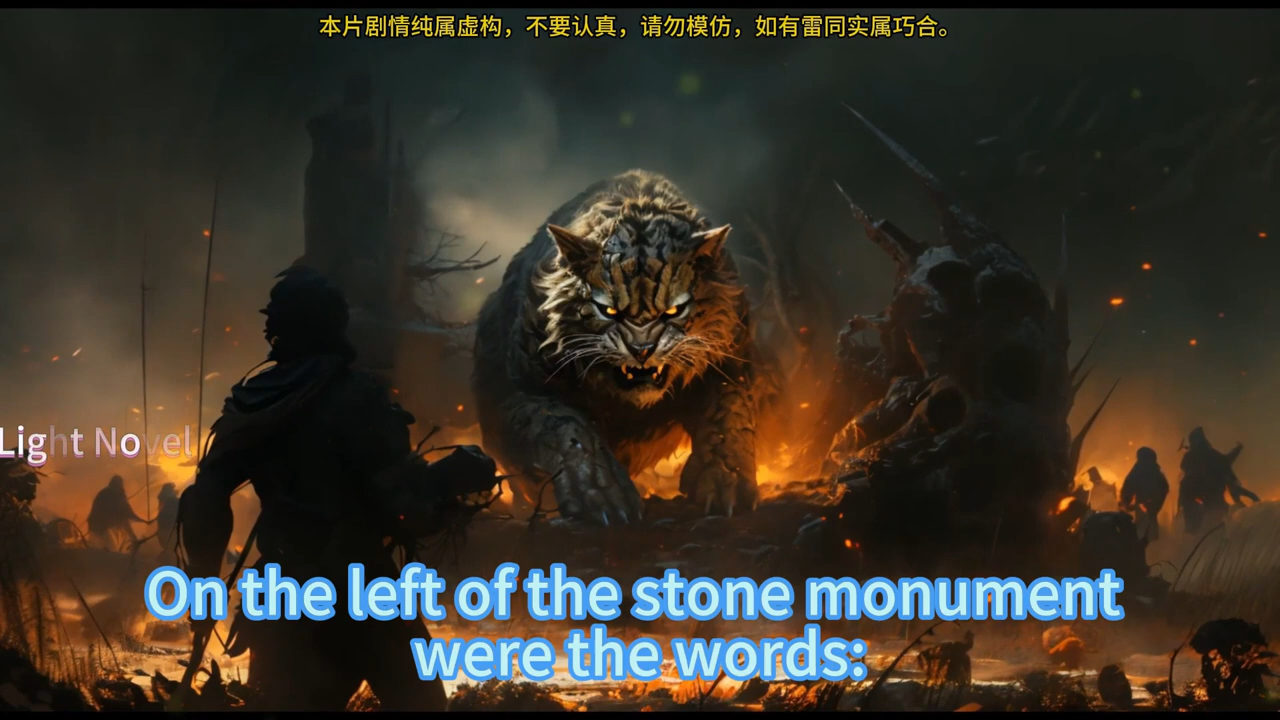 本片剧情纯属虚构，不要认真，请勿模仿，如有雷同实属巧合。
Light Novel
On the left of the stone monument
were the words: